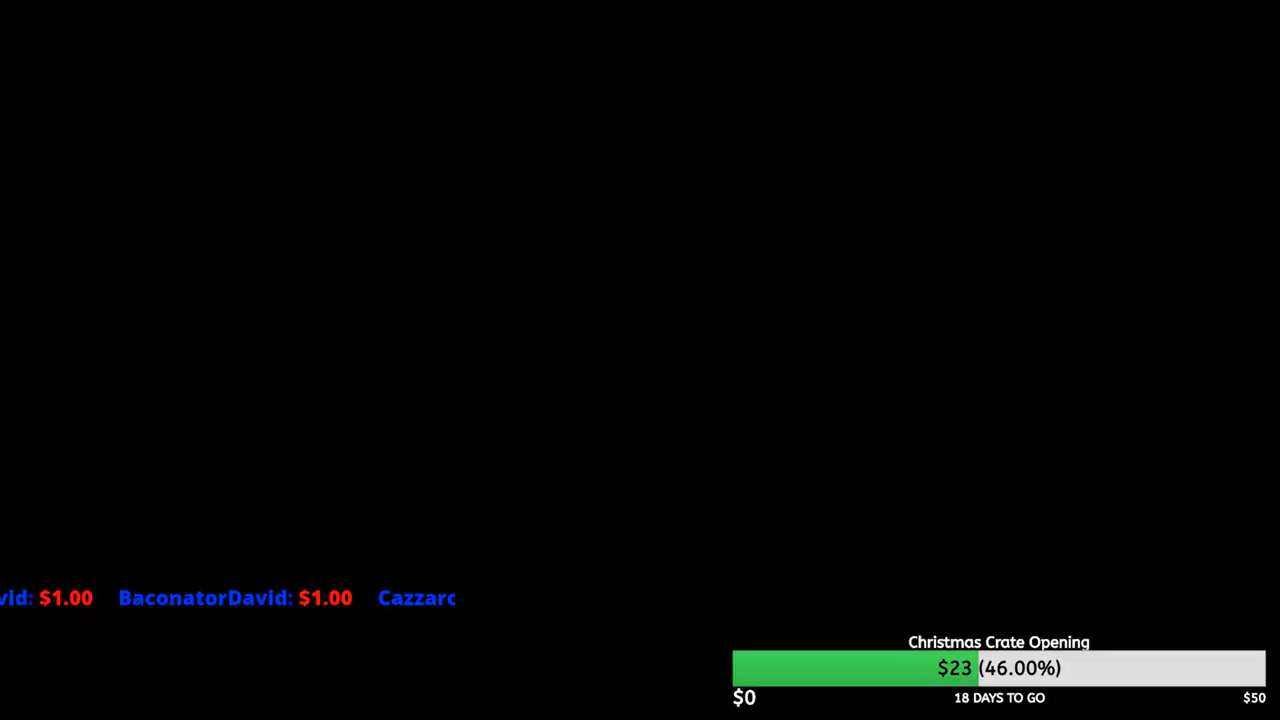 vid: $1.00 BaconatorDavid: $1.00 Cazzarc
Christmas Crate Opening
$23 (46.00%)
$0 18 DAYS TO GO $50